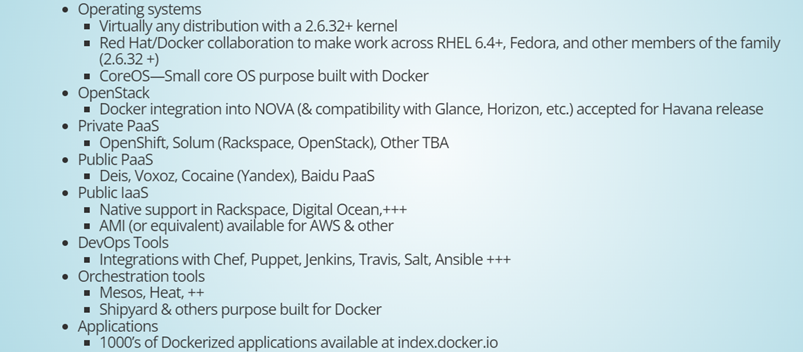 Operating systems
Virtually any distribution with a 2.6.32+ kernel
Red Hat/Docker collaboration to make work across RHEL 6.4+, Fedora, and other members of the family
(2.6.32 +)
CoreOS—Small core OS purpose built with Docker
OpenStack
Docker integration into NOVA (& compatibility with Glance, Horizon, etc.) accepted for Havana release
Private PaaS
OpenShift, Solum (Rackspace, OpenStack), Other TBA
Public PaaS
Deis, Voxoz, Cocaine (Yandex), Baidu PaaS
Public IaaS
Native support in Rackspace, Digital Ocean,+++
AMI (or equivalent) available for AWS & other
DevOps Tools
Integrations with Chef, Puppet, Jenkins, Travis, Salt, Ansible +++
Orchestration tools
Mesos, Heat, ++
Shipyard & others purpose built for Docker
Applications
1000’s of Dockerized applications available at index.docker.io